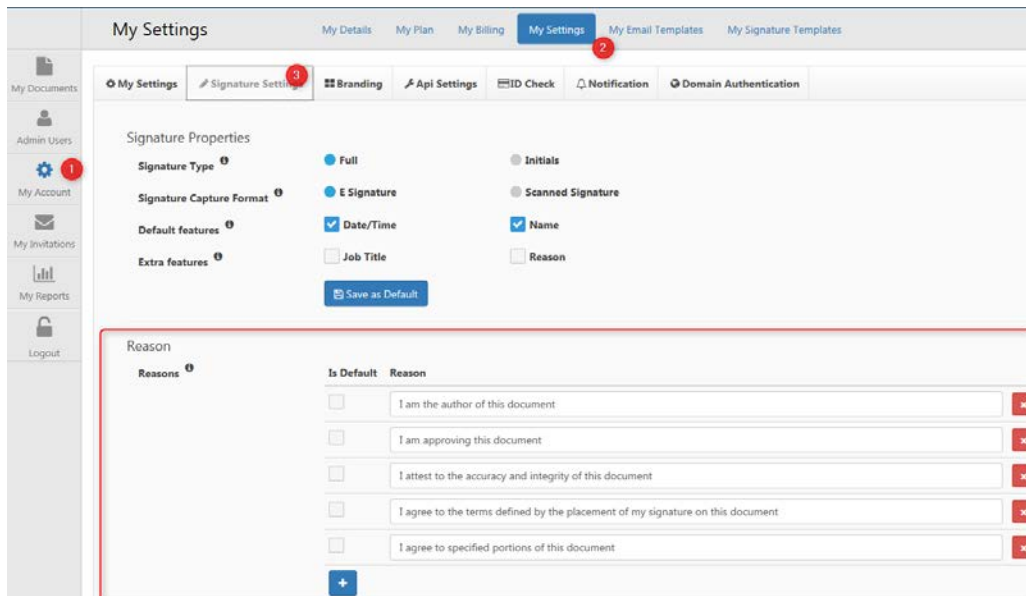 My Settings
My Details My Plan My Billing My Settings My Email Templates My Signature Templates
2
My Documents
Admin Users
1
My Account
My Invitations
My Reports
Logout
My Settings Signature Settings Branding Api Settings ID Check Notification Domain Authentication
3
Signature Properties
Signature Type Full Initials
Signature Capture Format E Signature Scanned Signature
Default features Date/Time Name
Extra features Job Title Reason
Save as Default
Reason
Reasons Is Default Reason
I am the author of this document
I am approving this document
I attest to the accuracy and integrity of this document
I agree to the terms defined by the placement of my signature on this document
I agree to specified portions of this document